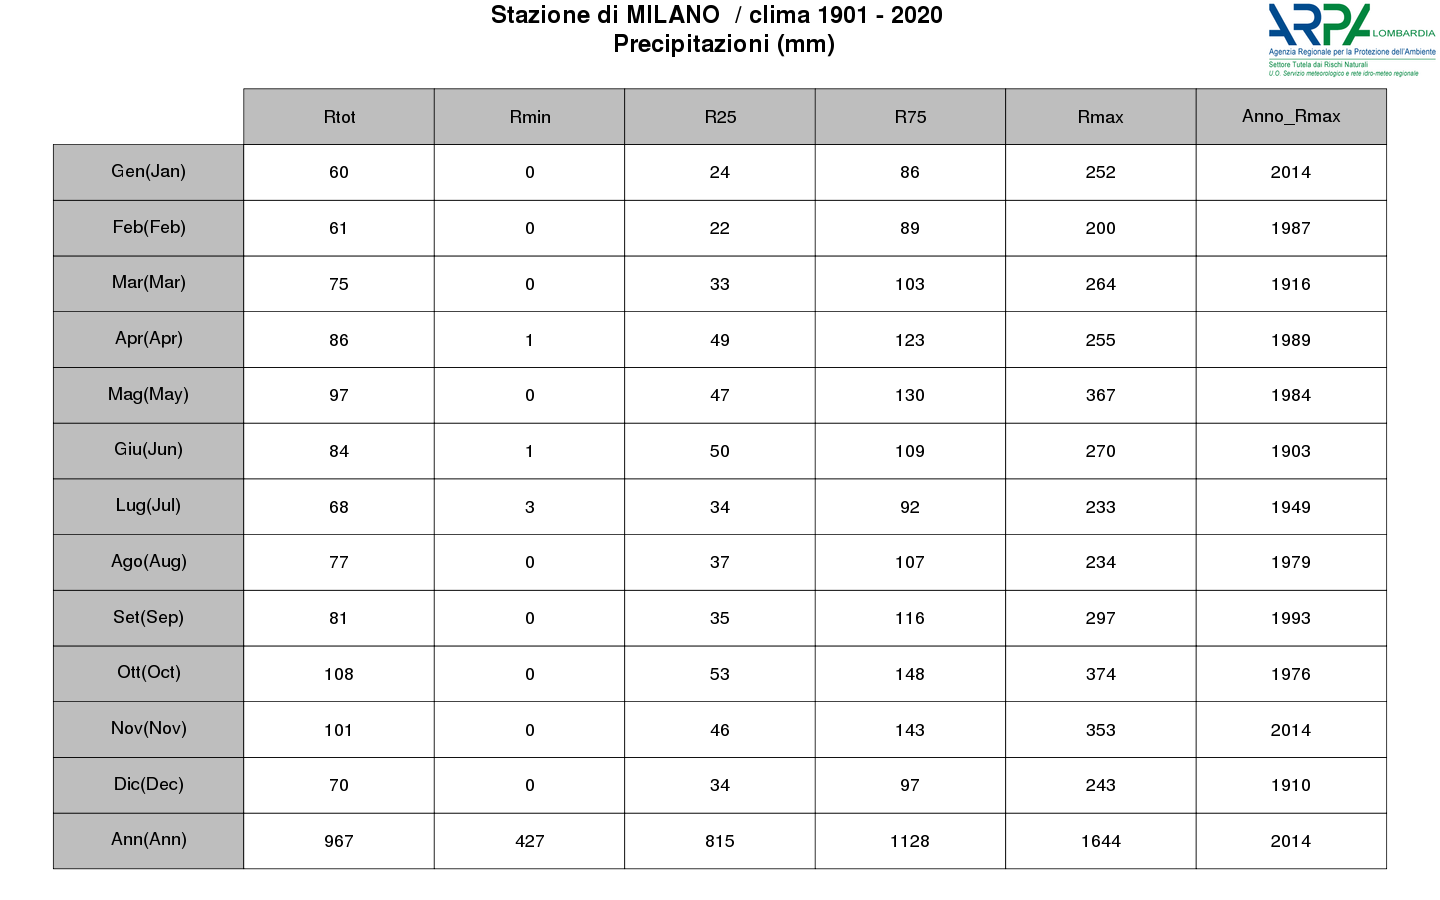 Stazione di MILANO / clima 1901 - 2020
Precipitazioni (mm)
ARPA LOMBARDIA
Agenzia Regionale per la Protezione dell'Ambiente
Settore Tutela dai Rischi Naturali
U.O. Servizio meteorologico e rete idro-meteo regionale
Rtot Rmin R25 R75 Rmax Anno_Rmax
Gen(Jan) 60 0 24 86 252 2014
Feb(Feb) 61 0 22 89 200 1987
Mar(Mar) 75 0 33 103 264 1916
Apr(Apr) 86 1 49 123 255 1989
Mag(May) 97 0 47 130 367 1984
Giu(Jun) 84 1 50 109 270 1903
Lug(Jul) 68 3 34 92 233 1949
Ago(Aug) 77 0 37 107 234 1979
Set(Sep) 81 0 35 116 297 1993
Ott(Oct) 108 0 53 148 374 1976
Nov(Nov) 101 0 46 143 353 2014
Dic(Dec) 70 0 34 97 243 1910
Ann(Ann) 967 427 815 1128 1644 2014